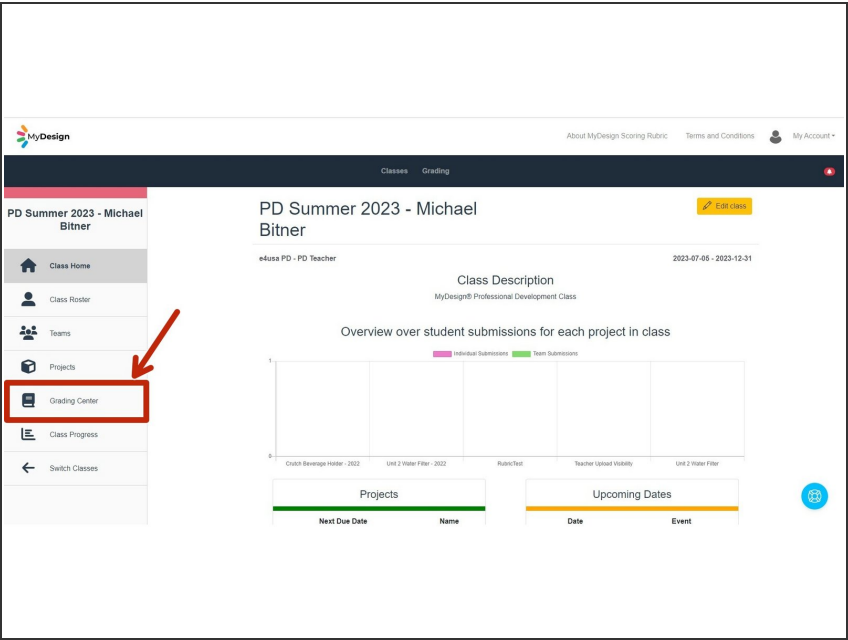 MyDesign
About MyDesign Scoring Rubric
Terms and Conditions
My Account
Classes
Grading
PD Summer 2023 - Michael
Bitner
Class Home
Class Roster
Teams
Projects
Grading Center
Class Progress
Switch Classes
PD Summer 2023 - Michael
Bitner
Edit class
e4usa PD - PD Teacher
2023-07-05 - 2023-12-31
Class Description
MyDesign® Professional Development Class
Overview over student submissions for each project in class
Individual Submissions
Team Submissions
1
0
Crutch Beverage Holder - 2022
Unit 2 Water Filter - 2022
RubricTest
Teacher Upload Visibility
Unit 2 Water Filter
Projects
Next Due Date
Name
Upcoming Dates
Date
Event